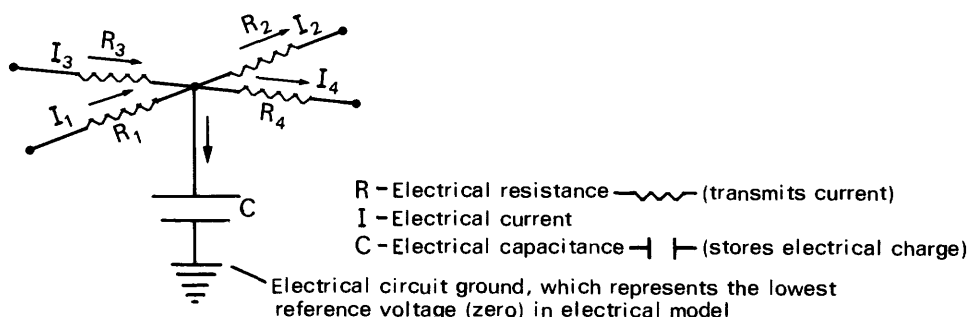 R₂
I₂
I₃
R₃
I₄
I₁
R₁
R₄
C
R – Electrical resistance (transmits current)
I – Electrical current
C – Electrical capacitance (stores electrical charge)
Electrical circuit ground, which represents the lowest
reference voltage (zero) in electrical model